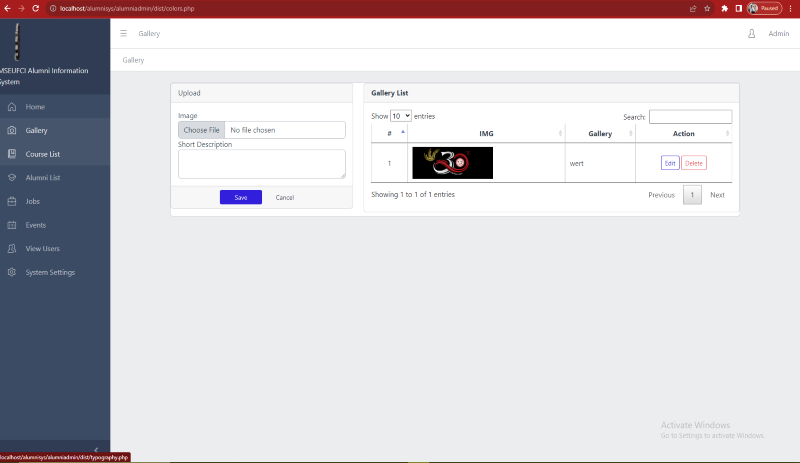 localhost/alumnisys/alumniadmin/dist/colors.php
Paused
MSEUFCI Alumni Information
System
Home
Gallery
Course List
Alumni List
Jobs
Events
View Users
System Settings
Gallery
Admin
Gallery
Upload
Image
Choose File No file chosen
Short Description
Save Cancel
Gallery List
Show 10 entries
Search:
# IMG Gallery Action
1 30 wert Edit Delete
Showing 1 to 1 of 1 entries
Previous 1 Next
Activate Windows
Go to Settings to activate Windows.
localhost/alumnisys/alumniadmin/dist/typography.php